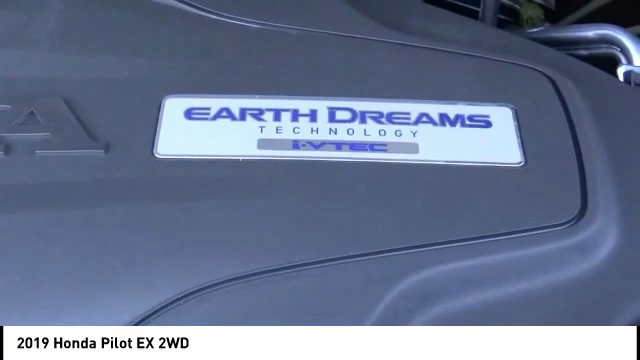 A
EARTH DREAMS
TECHNOLOGY
i-VTEC
2019 Honda Pilot EX 2WD